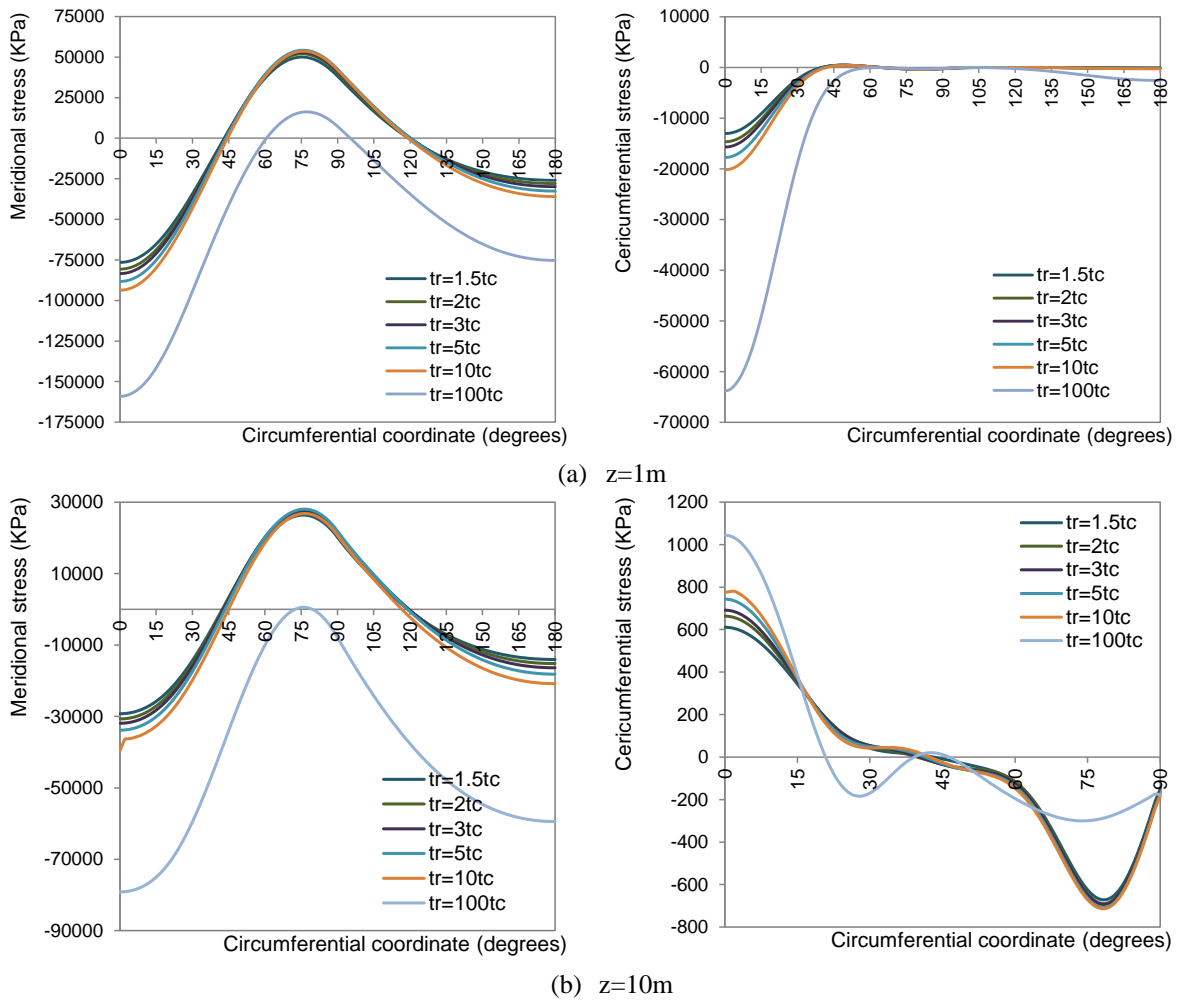 Meridional stress (KPa)
75000
50000
25000
0
-25000
-50000
-75000
-100000
-125000
-150000
-175000
0
15
30
45
60
75
90
105
120
135
150
165
180
tr=1.5tc
tr=2tc
tr=3tc
tr=5tc
tr=10tc
tr=100tc
Circumferential coordinate (degrees)
Cericumferential stress (KPa)
10000
0
-10000
-20000
-30000
-40000
-50000
-60000
-70000
0
15
30
45
60
75
90
105
120
135
150
165
180
tr=1.5tc
tr=2tc
tr=3tc
tr=5tc
tr=10tc
tr=100tc
Circumferential coordinate (degrees)
(a) z=1m
Meridional stress (KPa)
30000
10000
-10000
-30000
-50000
-70000
-90000
0
15
30
45
60
75
90
105
120
135
150
165
180
tr=1.5tc
tr=2tc
tr=3tc
tr=5tc
tr=10tc
tr=100tc
Circumferential coordinate (degrees)
Cericumferential stress (KPa)
1200
1000
800
600
400
200
0
-200
-400
-600
-800
0
15
30
45
60
75
90
tr=1.5tc
tr=2tc
tr=3tc
tr=5tc
tr=10tc
tr=100tc
Circumferential coordinate (degrees)
(b) z=10m